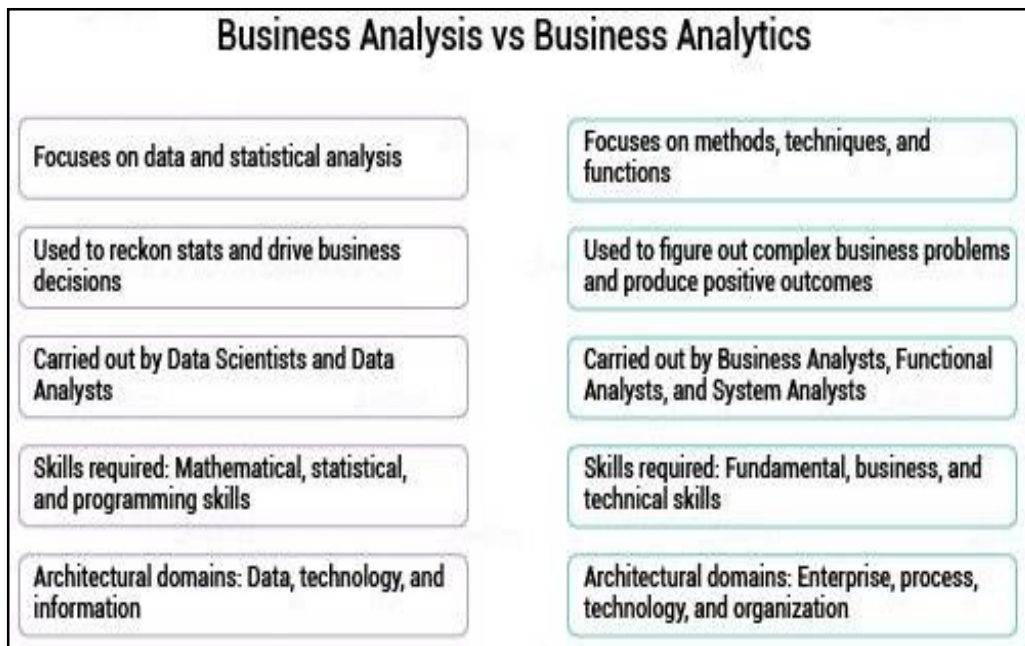 Business Analysis vs Business Analytics
Focuses on data and statistical analysis
Focuses on methods, techniques, and
functions
Used to reckon stats and drive business
decisions
Used to figure out complex business problems
and produce positive outcomes
Carried out by Data Scientists and Data
Analysts
Carried out by Business Analysts, Functional
Analysts, and System Analysts
Skills required: Mathematical, statistical,
and programming skills
Skills required: Fundamental, business, and
technical skills
Architectural domains: Data, technology, and
information
Architectural domains: Enterprise, process,
technology, and organization